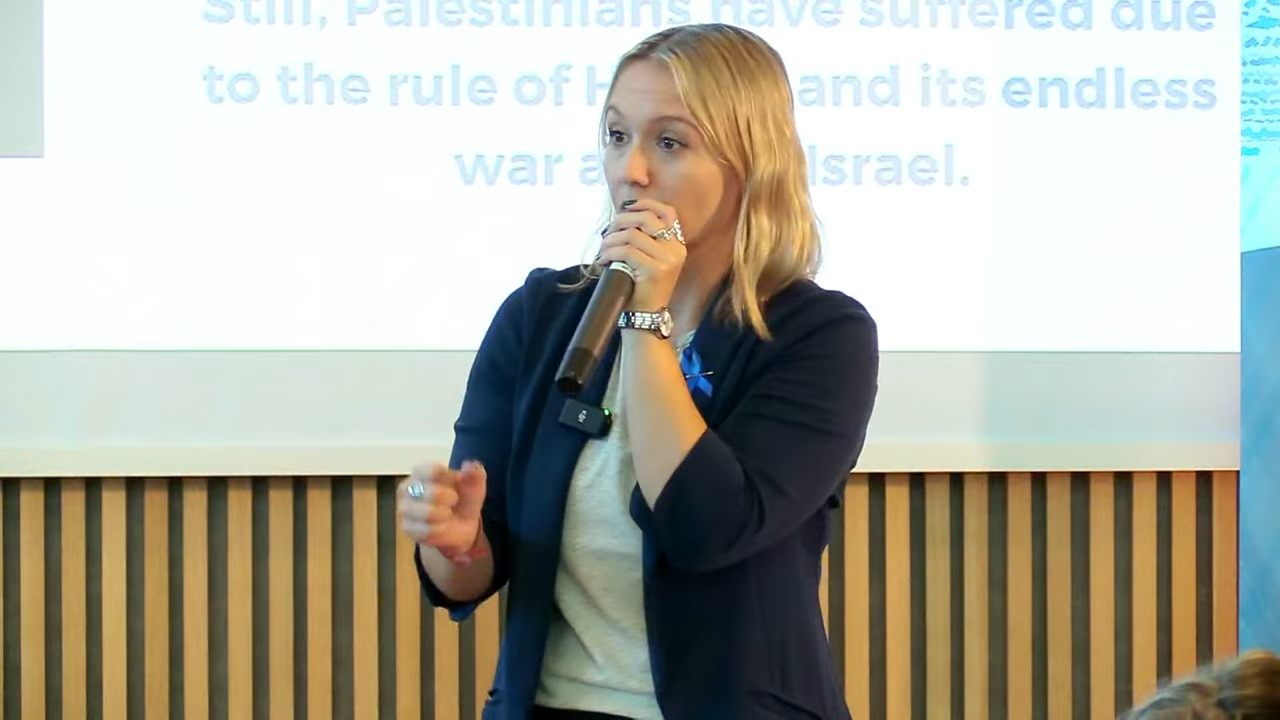 Still, Palestinians have suffered due
to the rule of H and its endless
war a Israel.